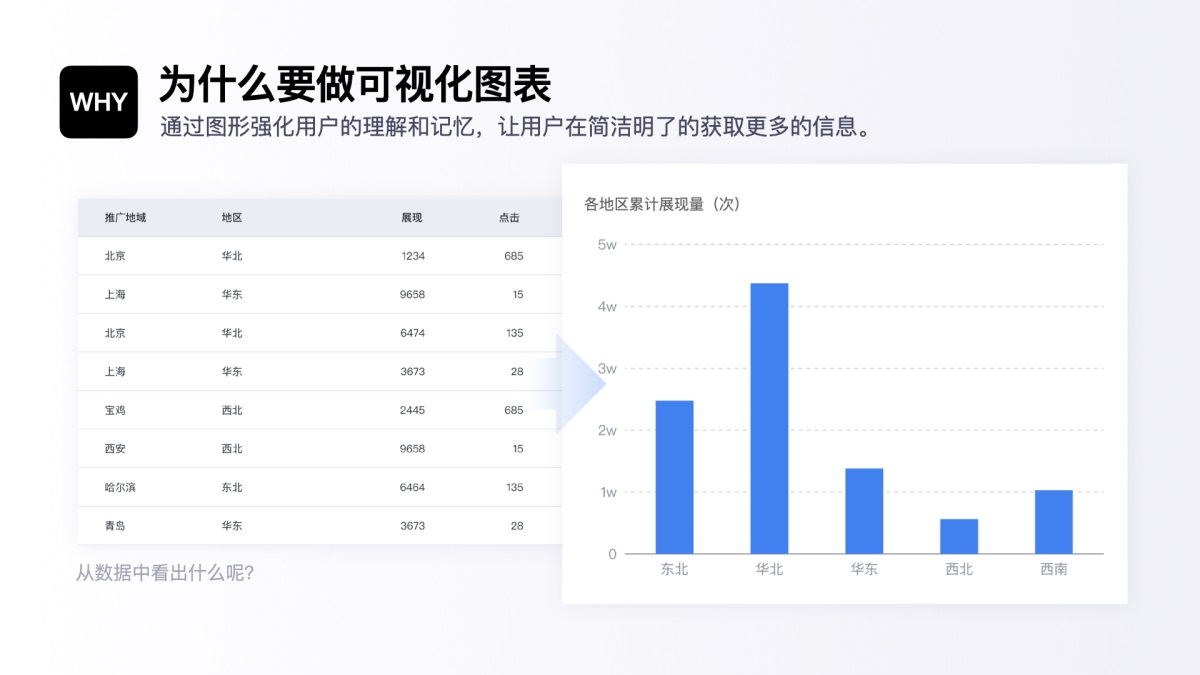 WHY
为什么要做可视化图表
通过图形强化用户的理解和记忆，让用户在简洁明了的获取更多的信息。
推广地域 地区 展现 点击
北京 华北 1234 685
上海 华东 9658 15
北京 华北 6474 135
上海 华东 3673 28
宝鸡 西北 2445 685
西安 西北 9658 15
哈尔滨 东北 6464 135
青岛 华东 3673 28
从数据中看出什么呢?
各地区累计展现量（次）
5w
4w
3w
2w
1w
0
东北 华北 华东 西北 西南